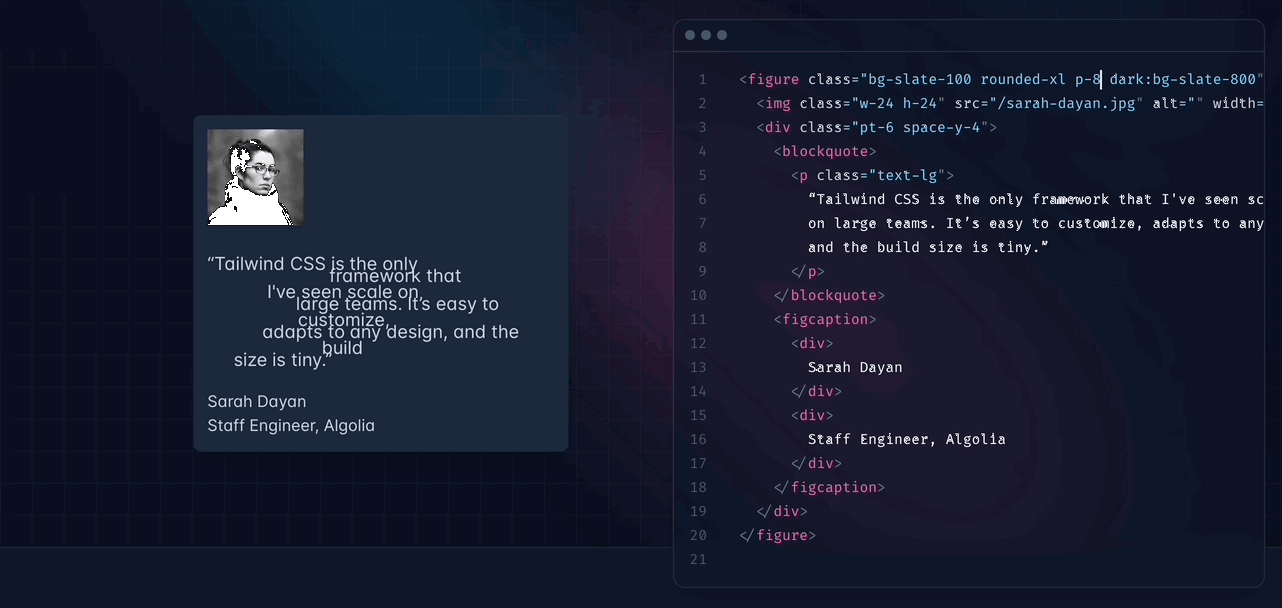 “Tailwind CSS is the only
framework that
I've seen scale on
large teams. It’s easy to
customize,
adapts to any design, and the
build
size is tiny.”
Sarah Dayan
Staff Engineer, Algolia
1 <figure class="bg-slate-100 rounded-xl p-8 dark:bg-slate-800"
2 <img class="w-24 h-24" src="/sarah-dayan.jpg" alt="" width=
3 <div class="pt-6 space-y-4">
4 <blockquote>
5 <p class="text-lg">
6 “Tailwind CSS is the only framework that I've seen sc
7 on large teams. It’s easy to customize, adapts to any
8 and the build size is tiny.”
9 </p>
10 </blockquote>
11 <figcaption>
12 <div>
13 Sarah Dayan
14 </div>
15 <div>
16 Staff Engineer, Algolia
17 </div>
18 </figcaption>
19 </div>
20 </figure>
21